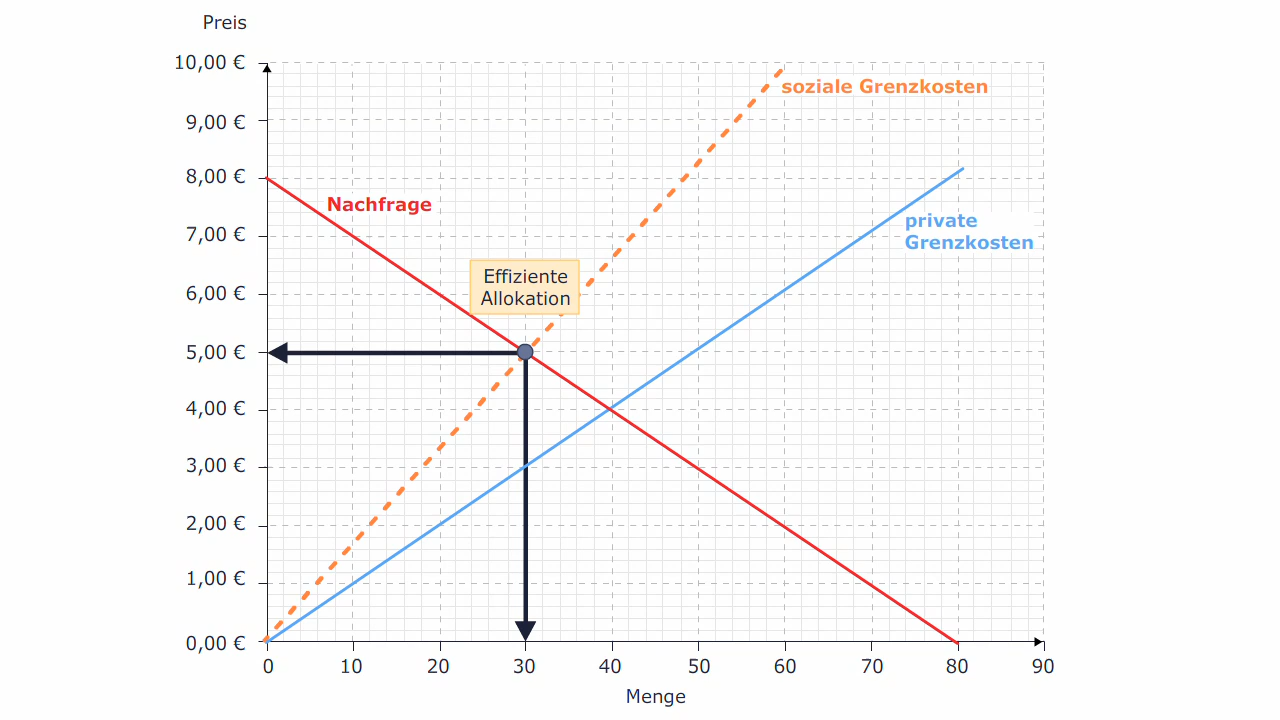 Preis
10,00 €
9,00 €
8,00 €
7,00 €
6,00 €
5,00 €
4,00 €
3,00 €
2,00 €
1,00 €
0,00 €
soziale Grenzkosten
Nachfrage
private
Grenzkosten
Effiziente
Allokation
0 10 20 30 40 50 60 70 80 90
Menge